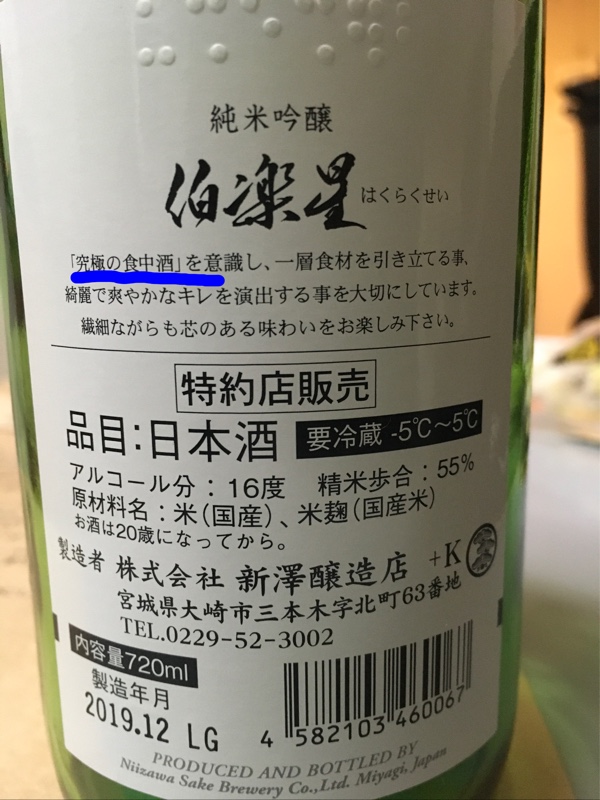 純米吟醸
伯楽星 はくらくせい
「究極の食中酒」を意識し、一層食材を引き立てる事、
綺麗で爽やかなキレを演出する事を大切にしています。
繊細ながらも芯のある味わいをお楽しみ下さい。
特約店販売
品目:日本酒 要冷蔵 -5℃～5℃
アルコール分:16度 精米歩合:55%
原材料名:米(国産)、米麹(国産米)
お酒は20歳になってから。
製造者 株式会社 新澤醸造店 +K
宮城県大崎市三本木字北町63番地
TEL.0229-52-3002
内容量720ml
製造年月
2019.12 LG
4 582103 460067
PRODUCED AND BOTTLED BY
Niizawa Sake Brewery Co.,Ltd. Miyagi, Japan